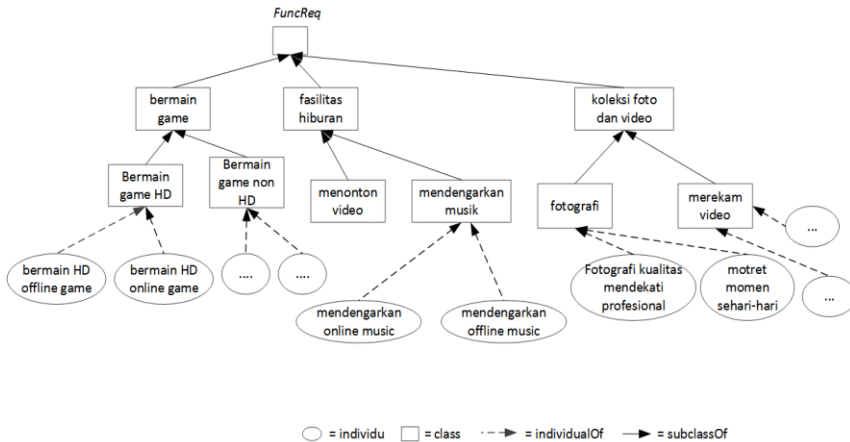 FuncReq
bermain
game
fasilitas
hiburan
koleksi foto
dan video
Bermain
game HD
Bermain
game non
HD
menonton
video
mendengarkan
musik
fotografi
merekam
video
...
bermain HD
offline game
bermain HD
online game
....
....
Fotografi kualitas
mendekati
profesional
motret
momen
sehari-hari
...
mendengarkan
online music
mendengarkan
offline music
= individu
= class
= individualOf
= subclassOf